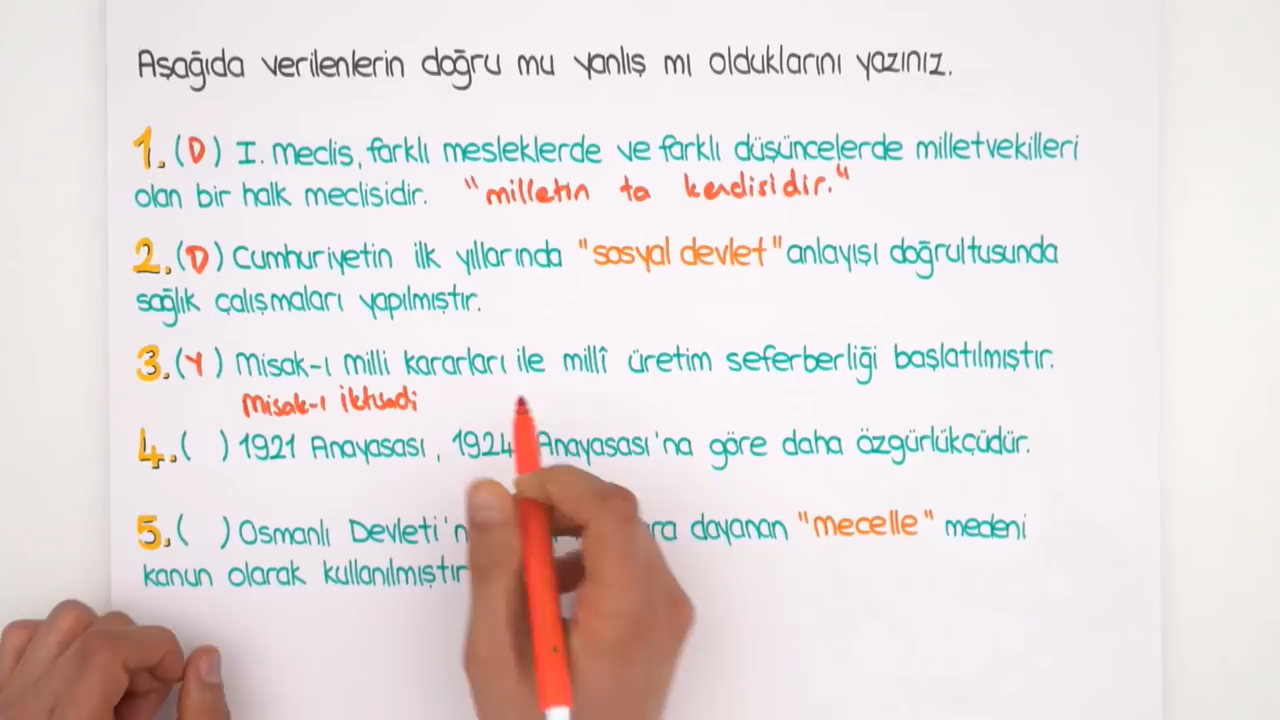 Aşağıda verilenlerin doğru mu yanlış mı olduklarını yazınız.
1. (D) I. meclis, farklı mesleklerde ve farklı düşüncelerde milletvekilleri
olan bir halk meclisidir. "milletin ta kendisidir."
2. (D) Cumhuriyetin ilk yıllarında "sosyal devlet" anlayışı doğrultusunda
sağlık çalışmaları yapılmıştır.
3. (Y) Misak-ı milli kararları ile millî üretim seferberliği başlatılmıştır.
Misak-ı iktisadi
4. ( ) 1921 Anayasası, 1924 Anayasası'na göre daha özgürlükçüdür.
5. ( ) Osmanlı dayanan "mecelle" medeni
kanun olarak kullanılmıştır